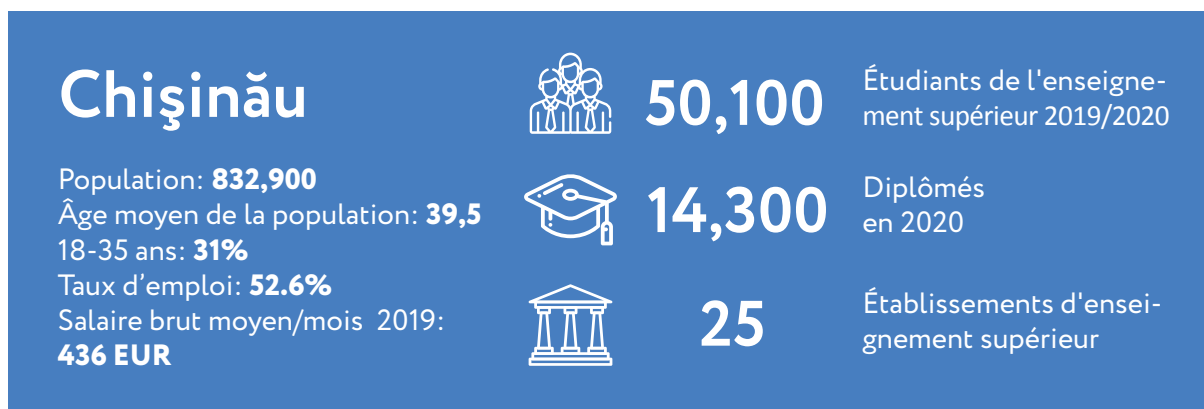 Chişinău
Population: 832,900
Âge moyen de la population: 39,5
18-35 ans: 31%
Taux d’emploi: 52.6%
Salaire brut moyen/mois 2019:
436 EUR
50,100
Étudiants de l'enseigne-
ment supérieur 2019/2020
14,300
Diplômés
en 2020
25
Établissements d'ensei-
gnement supérieur